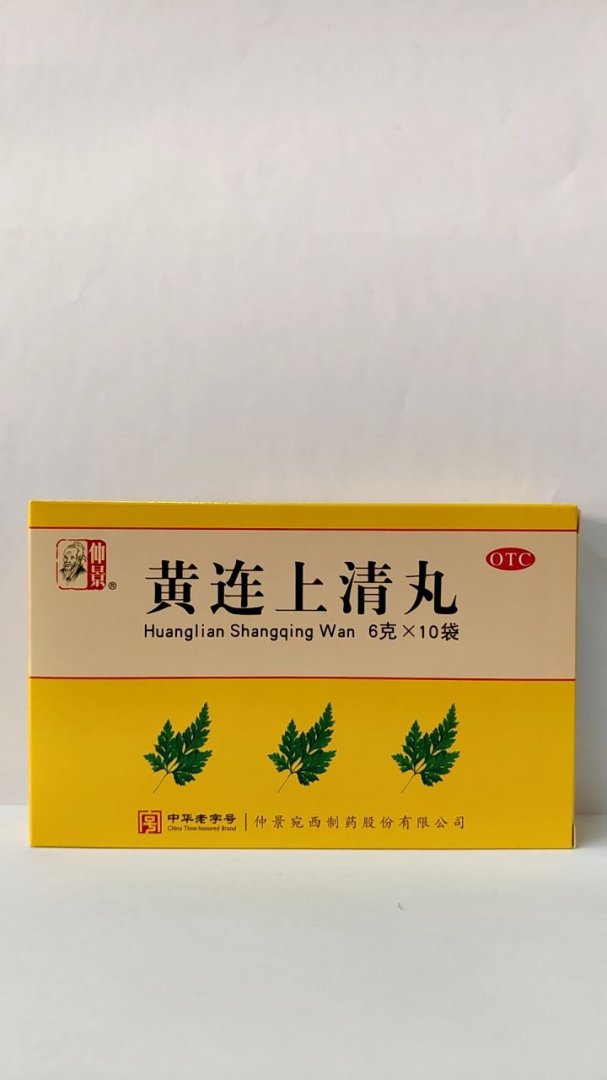 仲景®
OTC
黄连上清丸
Huanglian Shangqing Wan 6克×10袋
中华老字号
China Time-honored Brand
仲景宛西制药股份有限公司